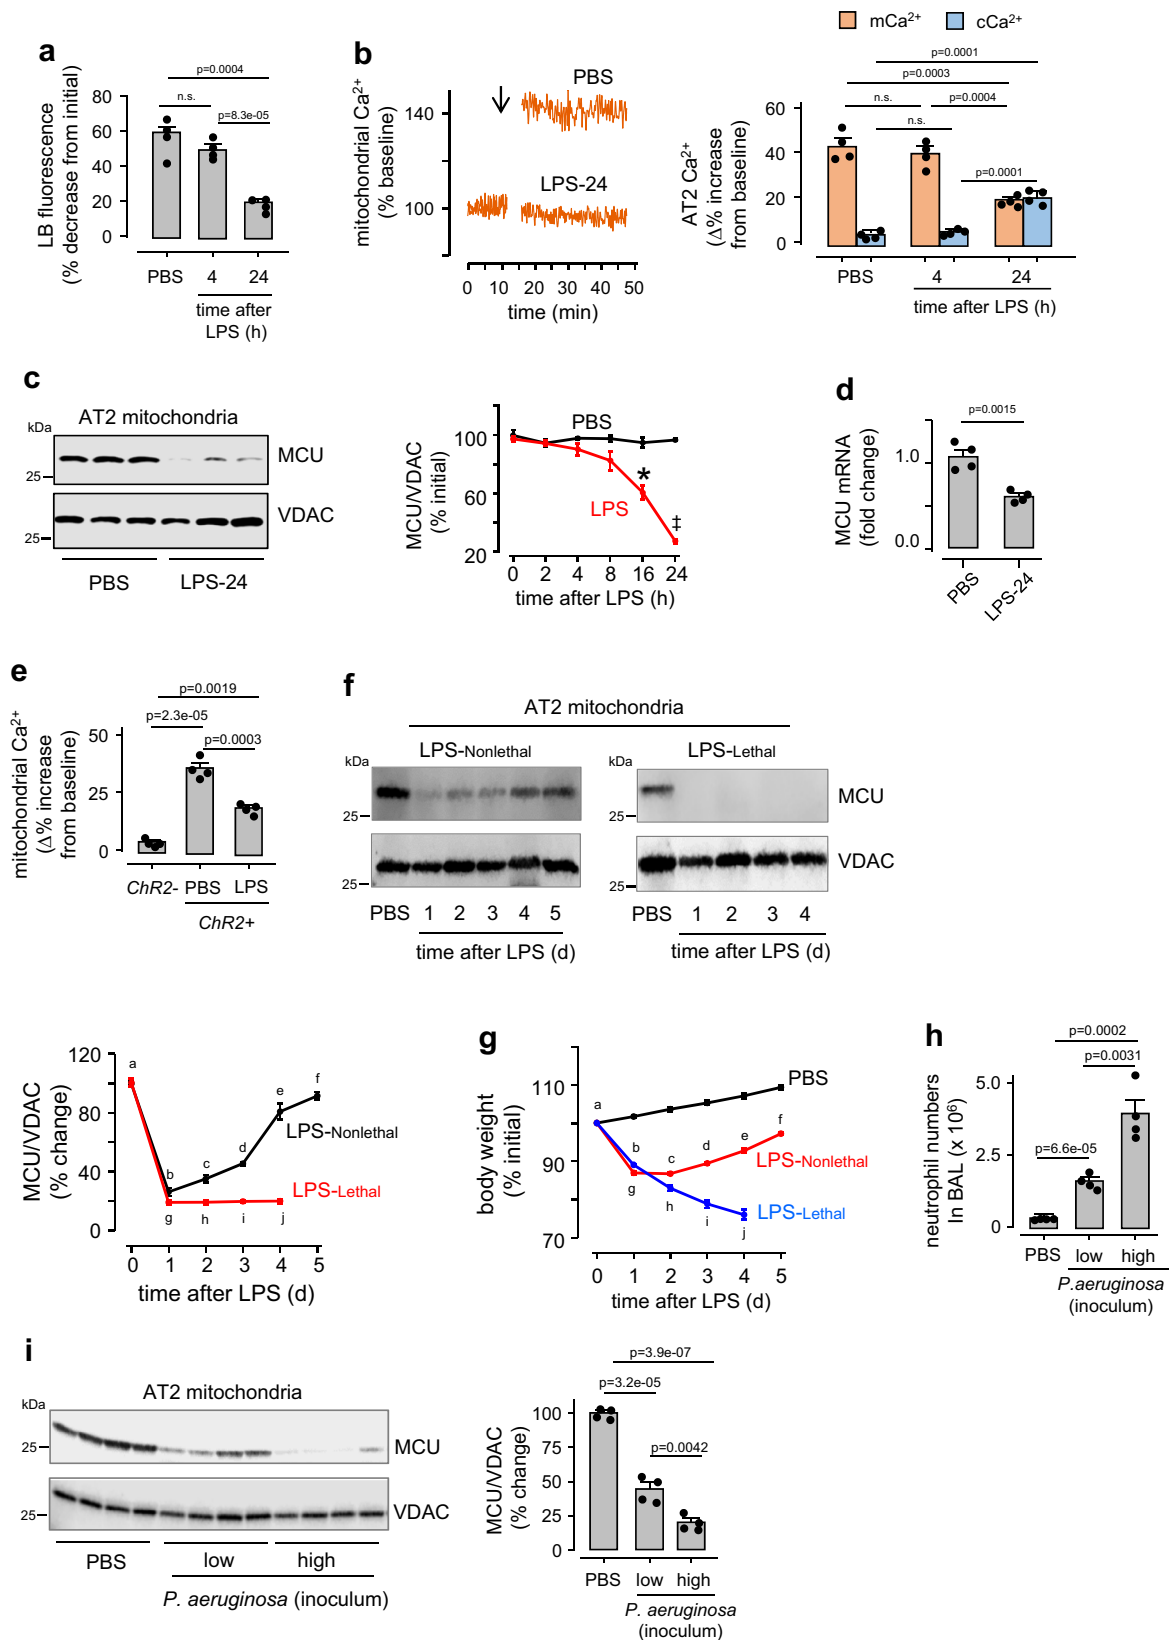 a
LB fluorescence
(% decrease from initial)
80
60
40
20
0
p=0.0004
n.s.
p=8.3e-05
PBS
4
24
time after
LPS (h)
b
mitochondrial Ca²⁺
(% baseline)
140
100
PBS
LPS-24
0 10 20 30 40 50
time (min)
mCa²⁺
cCa²⁺
AT2 Ca²⁺
(Δ% increase
from baseline)
60
40
20
0
p=0.0001
p=0.0003
n.s.
p=0.0004
n.s.
p=0.0001
PBS
4
24
time after LPS (h)
c
AT2 mitochondria
kDa
25
MCU
25
VDAC
PBS
LPS-24
MCU/VDAC
(% initial)
100
60
20
PBS
LPS
*
‡
0 2 4 8 16 24
time after LPS (h)
d
MCU mRNA
(fold change)
1.0
0.0
p=0.0015
PBS
LPS-24
e
mitochondrial Ca²⁺
(Δ% increase
from baseline)
50
25
0
p=0.0019
p=2.3e-05
p=0.0003
ChR2-
PBS
LPS
ChR2+
f
AT2 mitochondria
LPS-Nonlethal
LPS-Lethal
kDa
kDa
25
25
MCU
25
25
VDAC
PBS 1 2 3 4 5
PBS 1 2 3 4
time after LPS (d)
time after LPS (d)
MCU/VDAC
(% change)
120
80
40
0
a
b
c
d
e
f
g
h
i
j
LPS-Nonlethal
LPS-Lethal
0 1 2 3 4 5
time after LPS (d)
g
body weight
(% initial)
110
90
70
a
b
c
d
e
f
g
h
i
j
PBS
LPS-Nonlethal
LPS-Lethal
0 1 2 3 4 5
time after LPS (d)
h
neutrophil numbers
In BAL (x 10⁶)
5.0
2.5
0
p=0.0002
p=0.0031
p=6.6e-05
PBS
low
high
P.aeruginosa
(inoculum)
i
AT2 mitochondria
kDa
25
MCU
25
VDAC
PBS
low
high
P. aeruginosa (inoculum)
MCU/VDAC
(% change)
100
75
50
25
0
p=3.9e-07
p=3.2e-05
p=0.0042
PBS
low
high
P. aeruginosa
(inoculum)